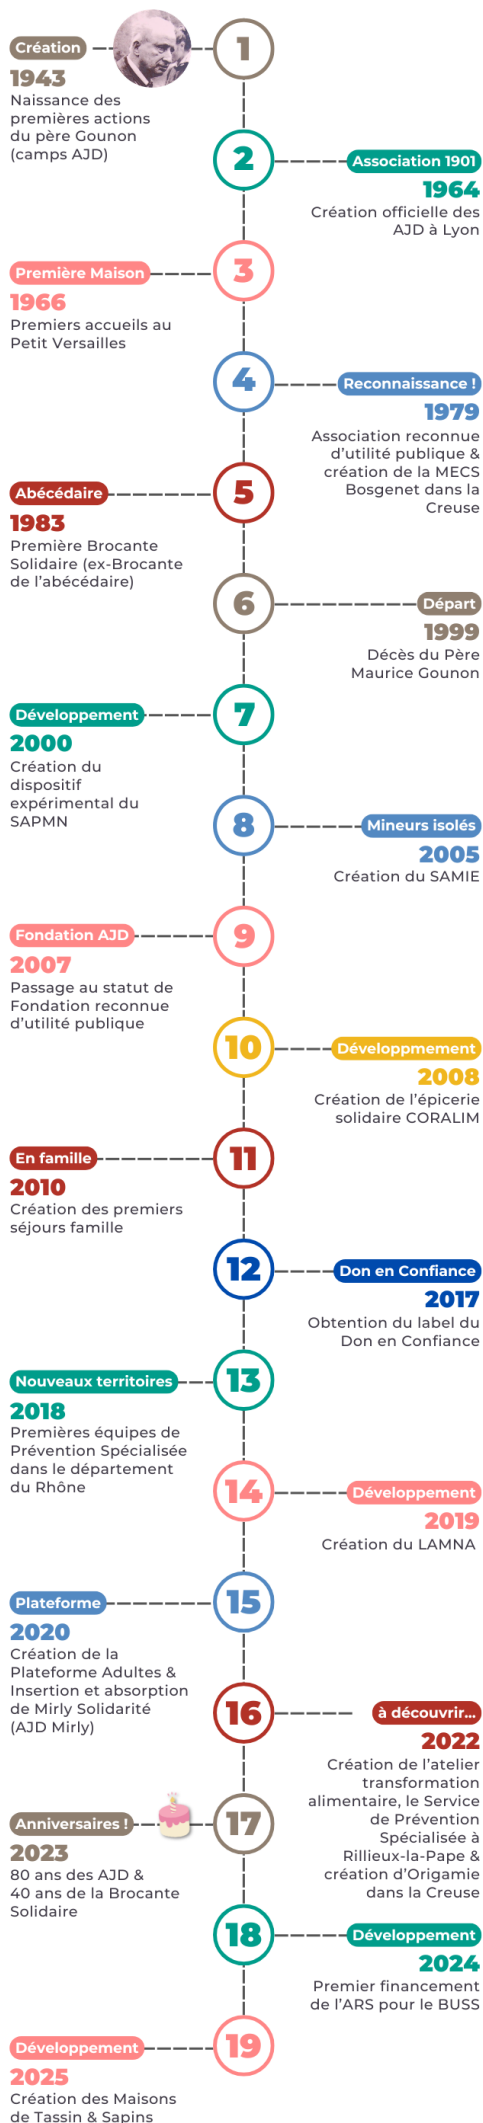 Création
1
1943
Naissance des
premières actions
du père Gounon
(camps AJD)
2
Association 1901
1964
Création officielle des
AJD à Lyon
3
Première Maison
1966
Premiers accueils au
Petit Versailles
4
Reconnaissance !
1979
Association reconnue
d'utilité publique &
création de la MECS
Bosgenet dans la
Creuse
5
Abécédaire
1983
Première Brocante
Solidaire (ex-Brocante
de l'abécédaire)
6
Départ
1999
Décès du Père
Maurice Gounon
7
Développement
2000
Création du
dispositif
expérimental du
SAPMN
8
Mineurs isolés
2005
Création du SAMIE
9
Fondation AJD
2007
Passage au statut de
Fondation reconnue
d'utilité publique
10
Développmement
2008
Création de l'épicerie
solidaire CORALIM
11
En famille
2010
Création des premiers
séjours famille
12
Don en Confiance
2017
Obtention du label du
Don en Confiance
13
Nouveaux territoires
2018
Premières équipes de
Prévention Spécialisée
dans le département
du Rhône
14
Développement
2019
Création du LAMNA
15
Plateforme
2020
Création de la
Plateforme Adultes &
Insertion et absorption
de Mirly Solidarité
(AJD Mirly)
16
à découvrir...
2022
Création de l'atelier
transformation
alimentaire, le Service
de Prévention
Spécialisée à
Rillieux-la-Pape &
création d'Origamie
dans la Creuse
17
Anniversaires !
2023
80 ans des AJD &
40 ans de la Brocante
Solidaire
18
Développement
2024
Premier financement
de l'ARS pour le BUSS
19
Développement
2025
Création des Maisons
de Tassin & Sapins